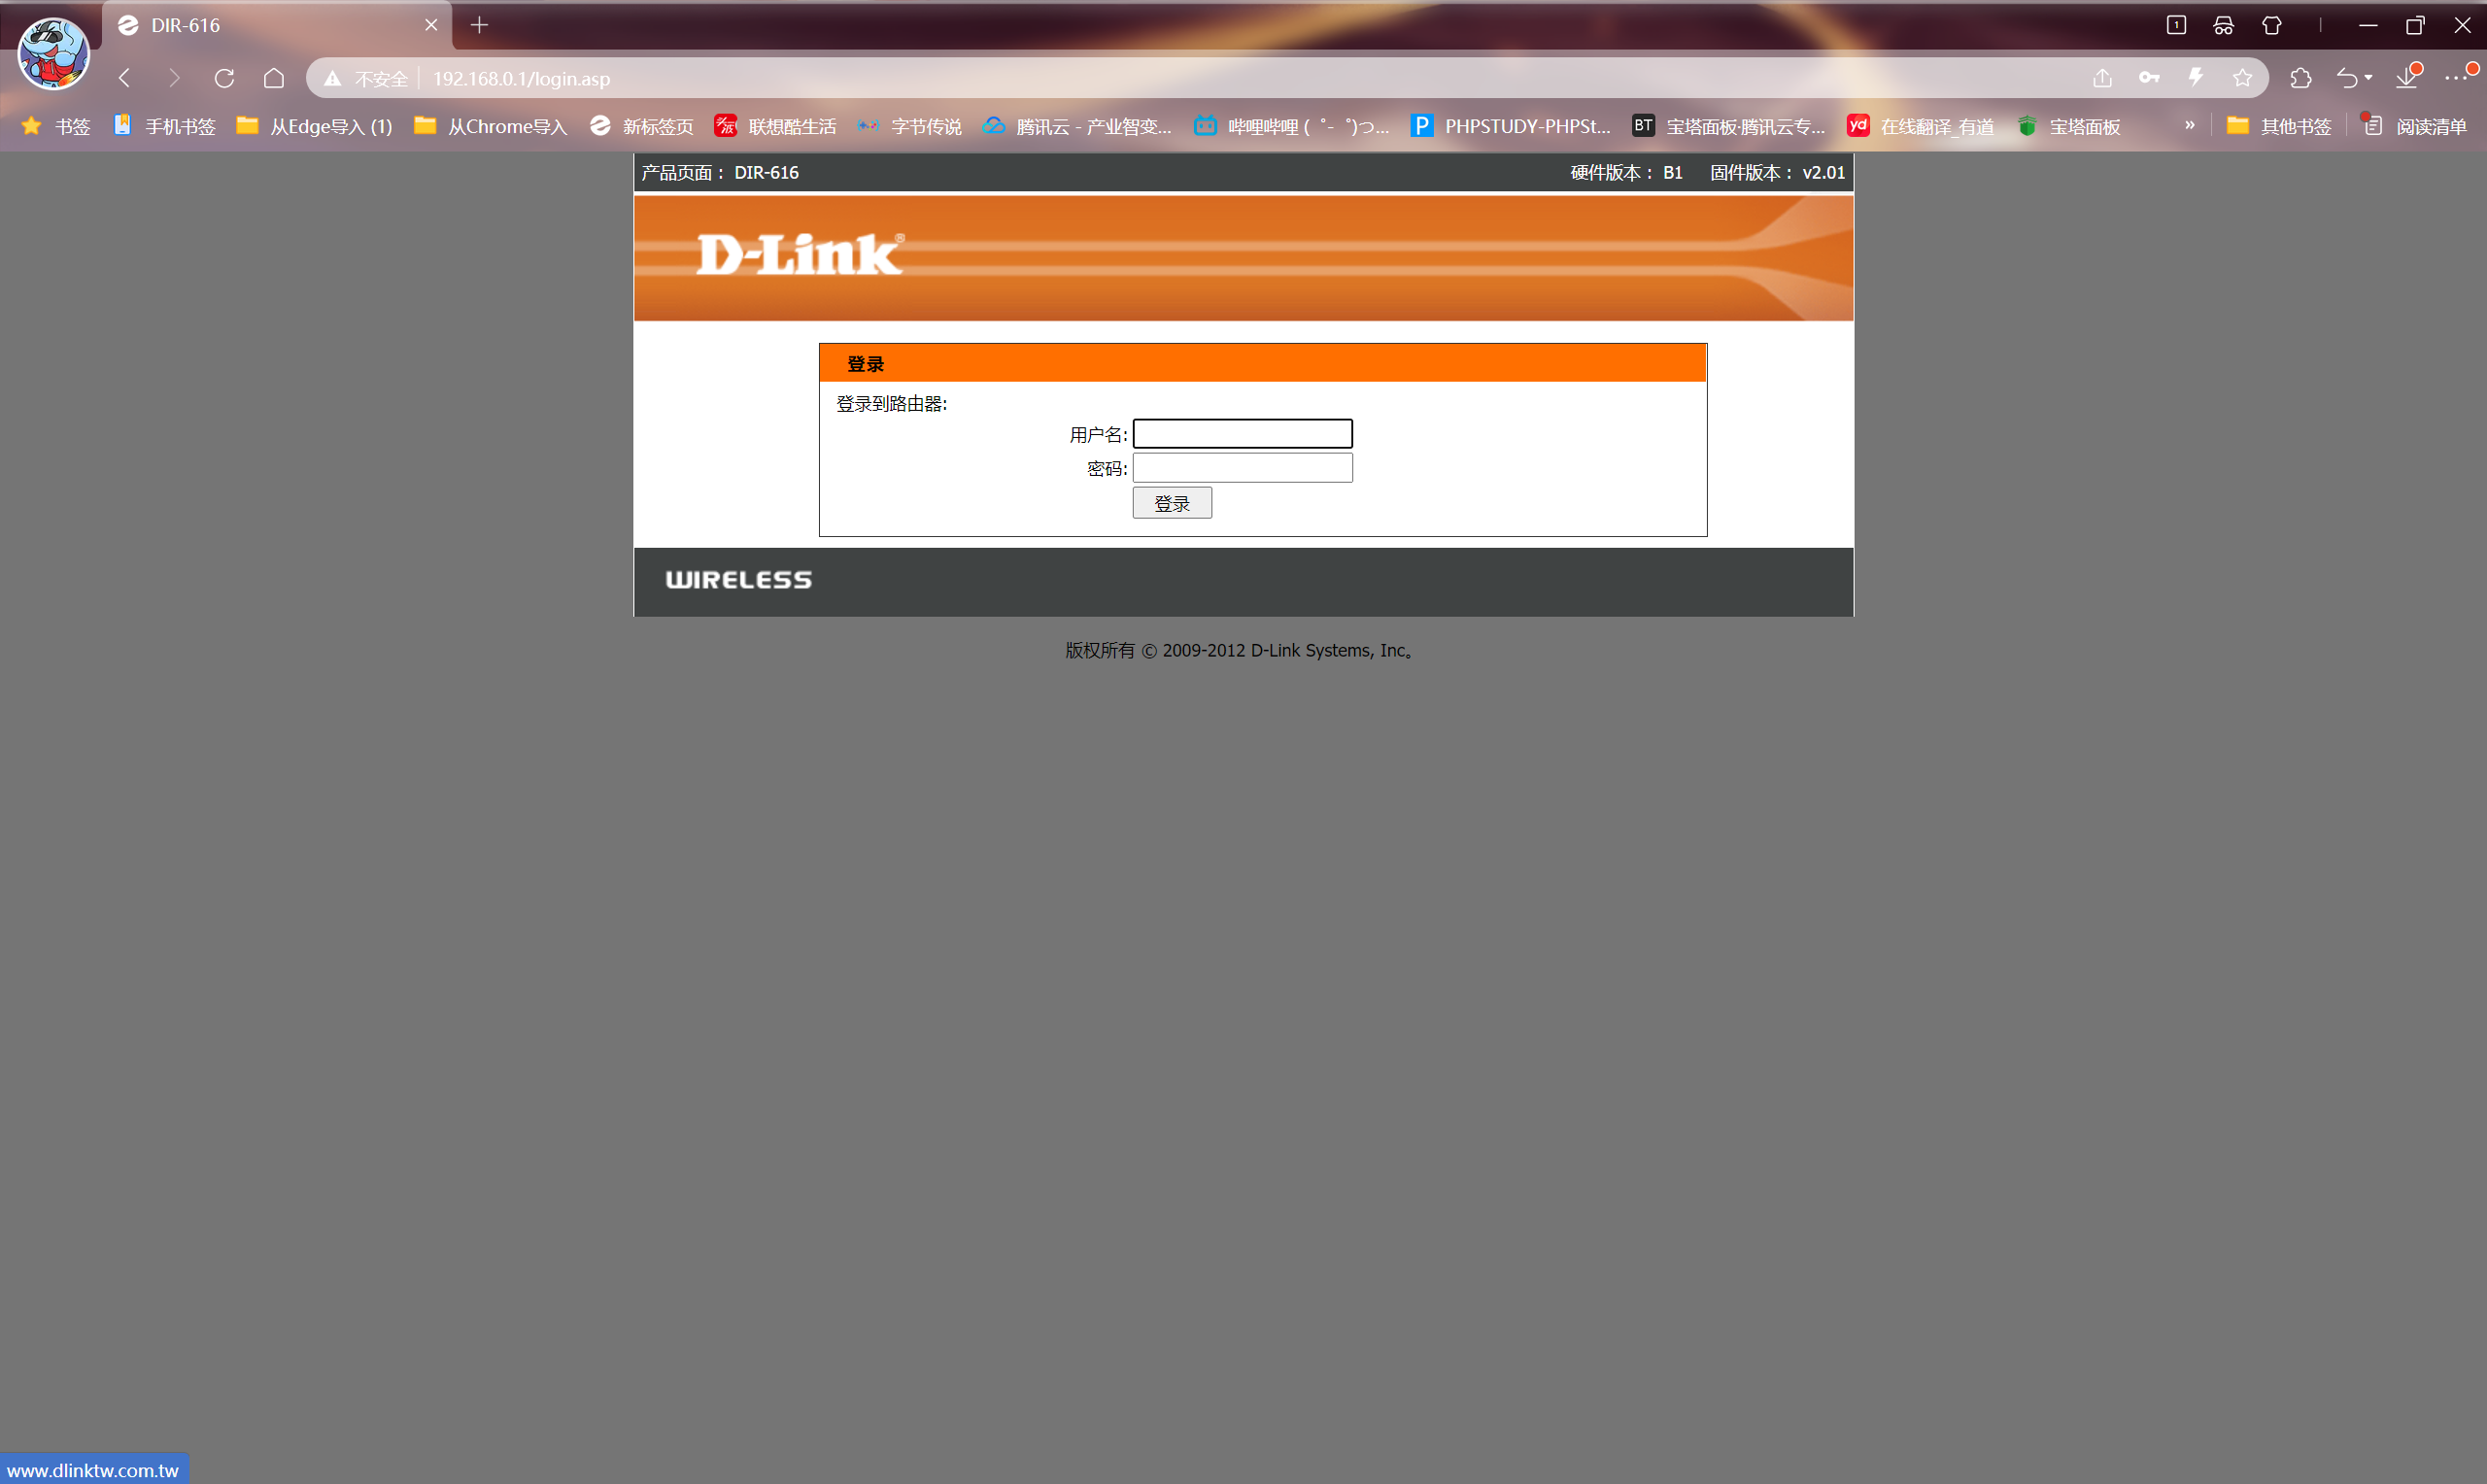 DIR-616
不安全 192.168.0.1/login.asp
书签 手机书签 从Edge导入 (1) 从Chrome导入 新标签页 联想酷生活 字节传说 腾讯云 - 产业智变... 哔哩哔哩 (゜-゜)つ... PHPSTUDY-PHPSt... BT 宝塔面板·腾讯云专... yd 在线翻译_有道 宝塔面板 » 其他书签 阅读清单
产品页面： DIR-616 硬件版本： B1 固件版本： v2.01
D-Link®
登录
登录到路由器:
用户名:
密码:
登录
WIRELESS
版权所有 © 2009-2012 D-Link Systems, Inc。
www.dlinktw.com.tw